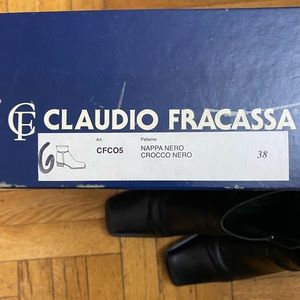 CF CLAUDIO FRACASSA
Art. Pellame
6 CFC05 NAPPA NERO
CROCCO NERO 38